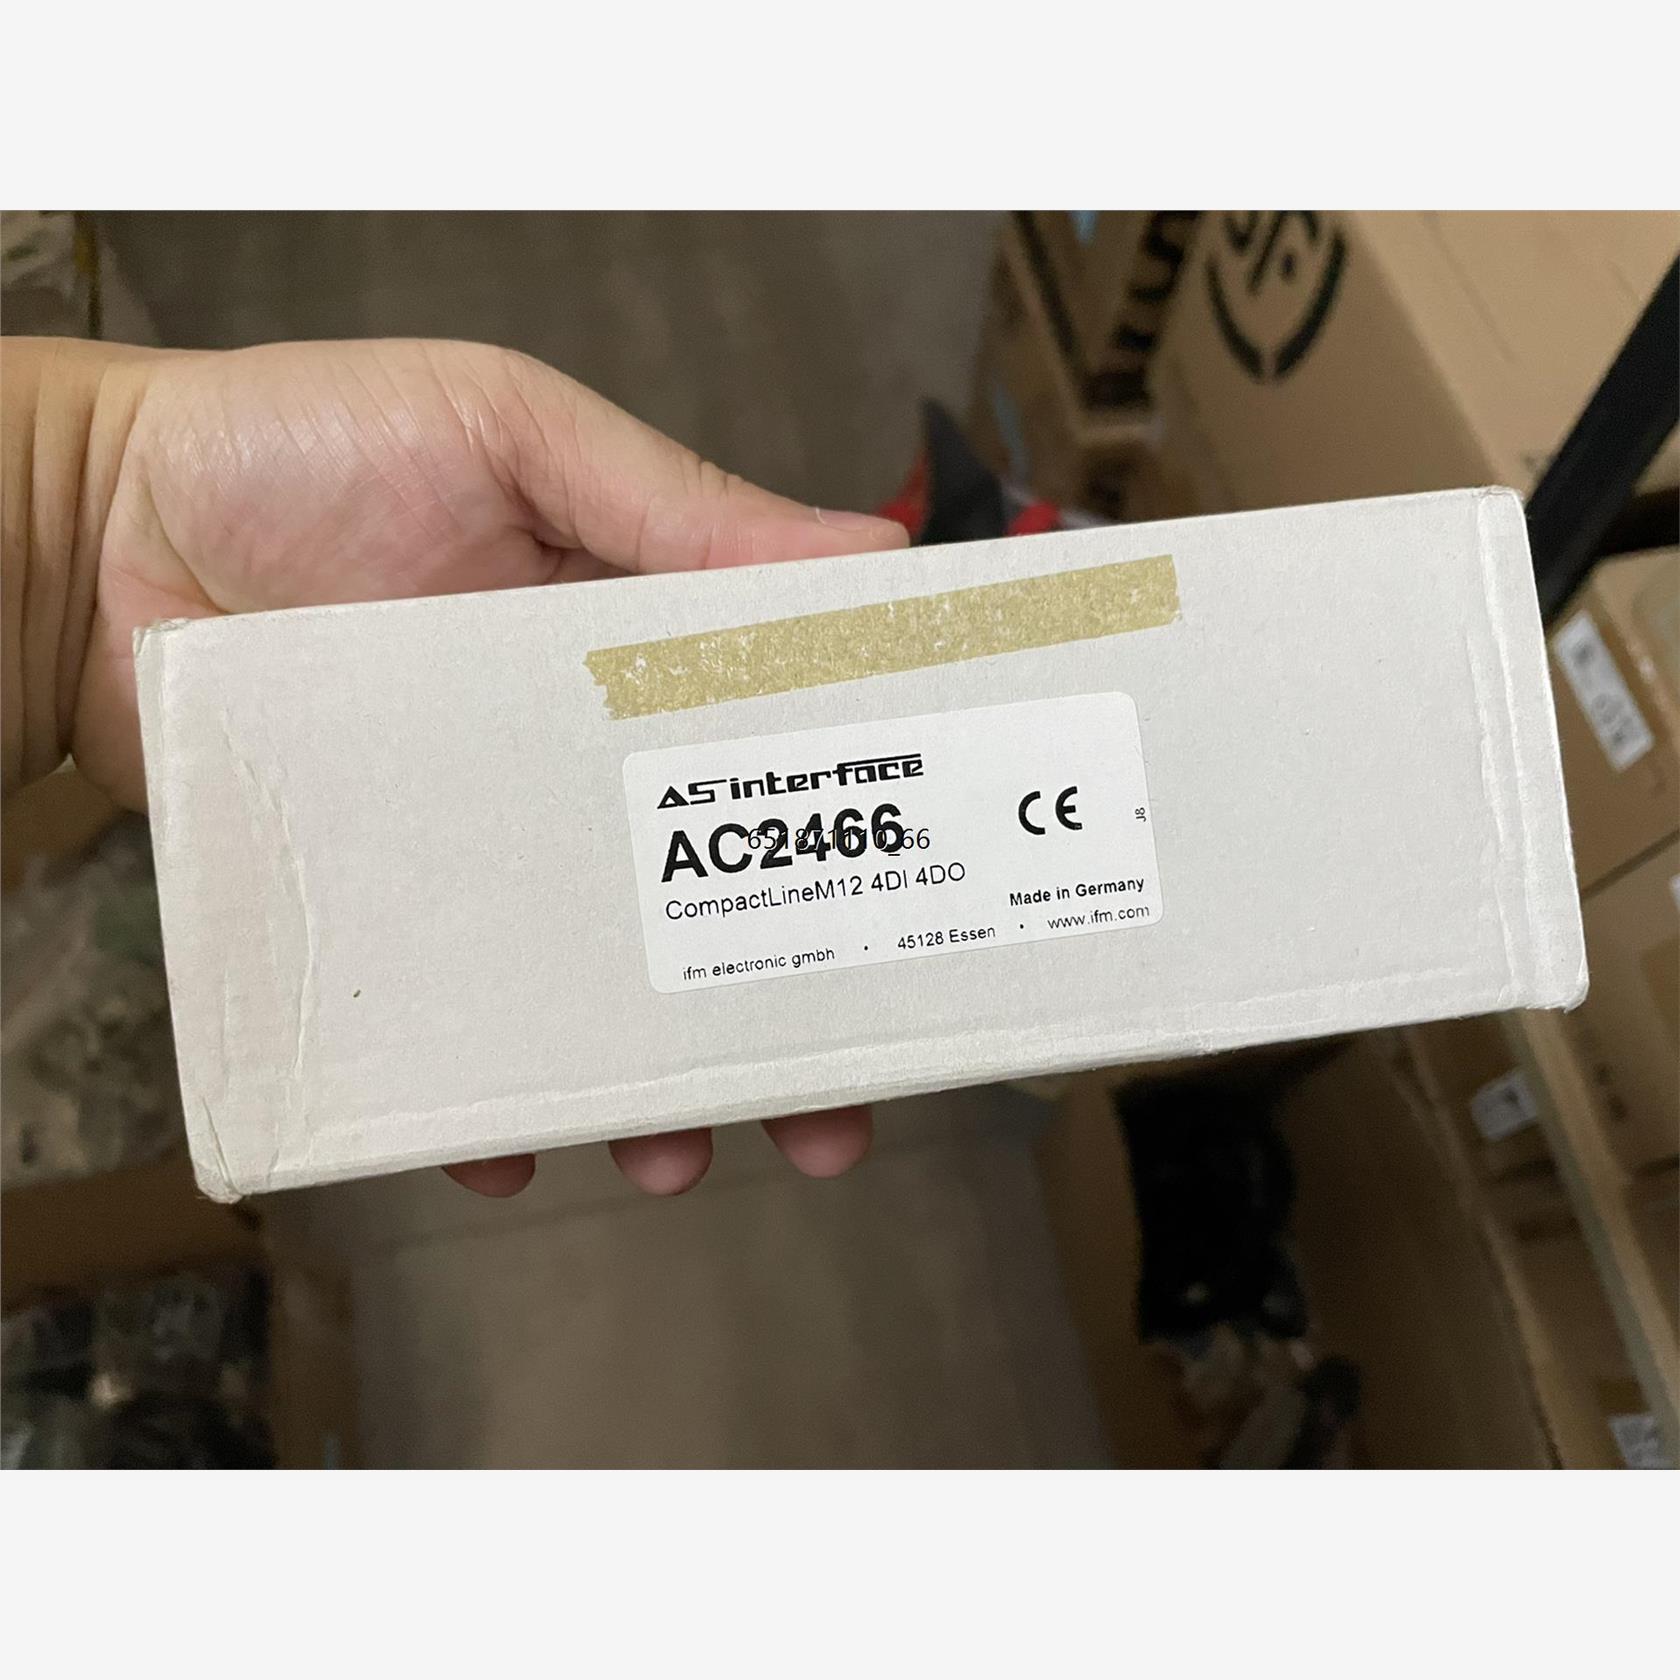 AS interface
AC2466
651871110_66
CE
J8
CompactLineM12 4DI 4DO
Made in Germany
ifm electronic gmbh • 45128 Essen • www.ifm.com